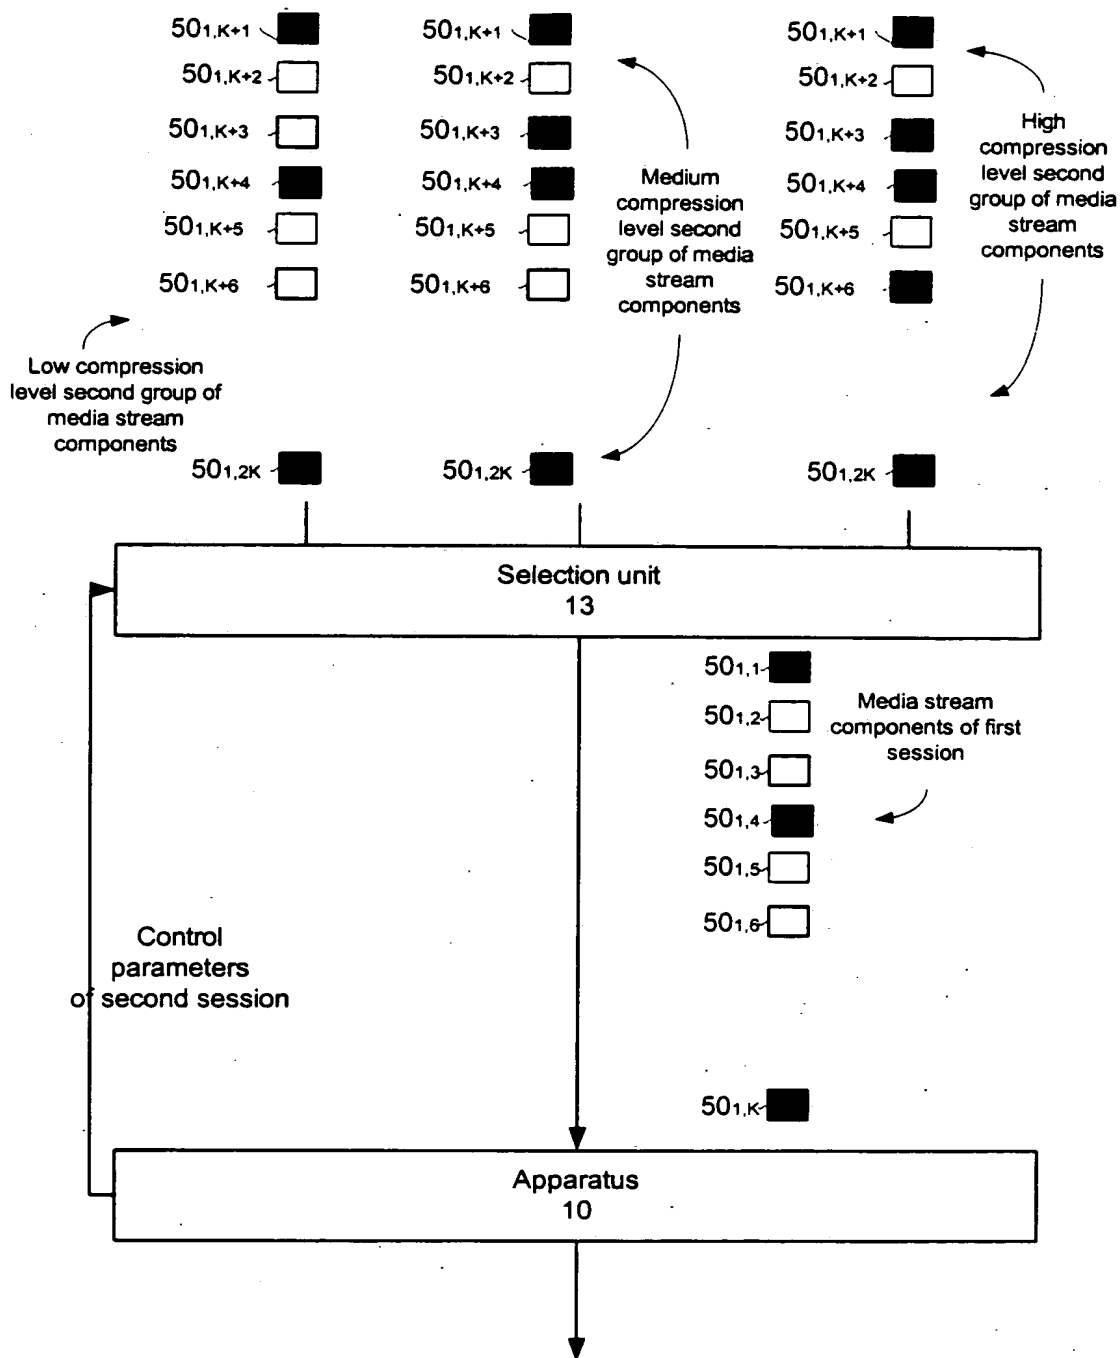 501,K+1
501,K+2
501,K+3
501,K+4
501,K+5
501,K+6
Low compression
level second group of
media stream
components
501,2K
501,K+1
501,K+2
501,K+3
501,K+4
501,K+5
501,K+6
Medium
compression
level second
group of media
stream
components
501,2K
501,K+1
501,K+2
501,K+3
501,K+4
501,K+5
501,K+6
High
compression
level second
group of media
stream
components
501,2K
Selection unit
13
501,1
501,2
501,3
501,4
501,5
501,6
Media stream
components of first
session
Control
parameters
of second session
501,K
Apparatus
10